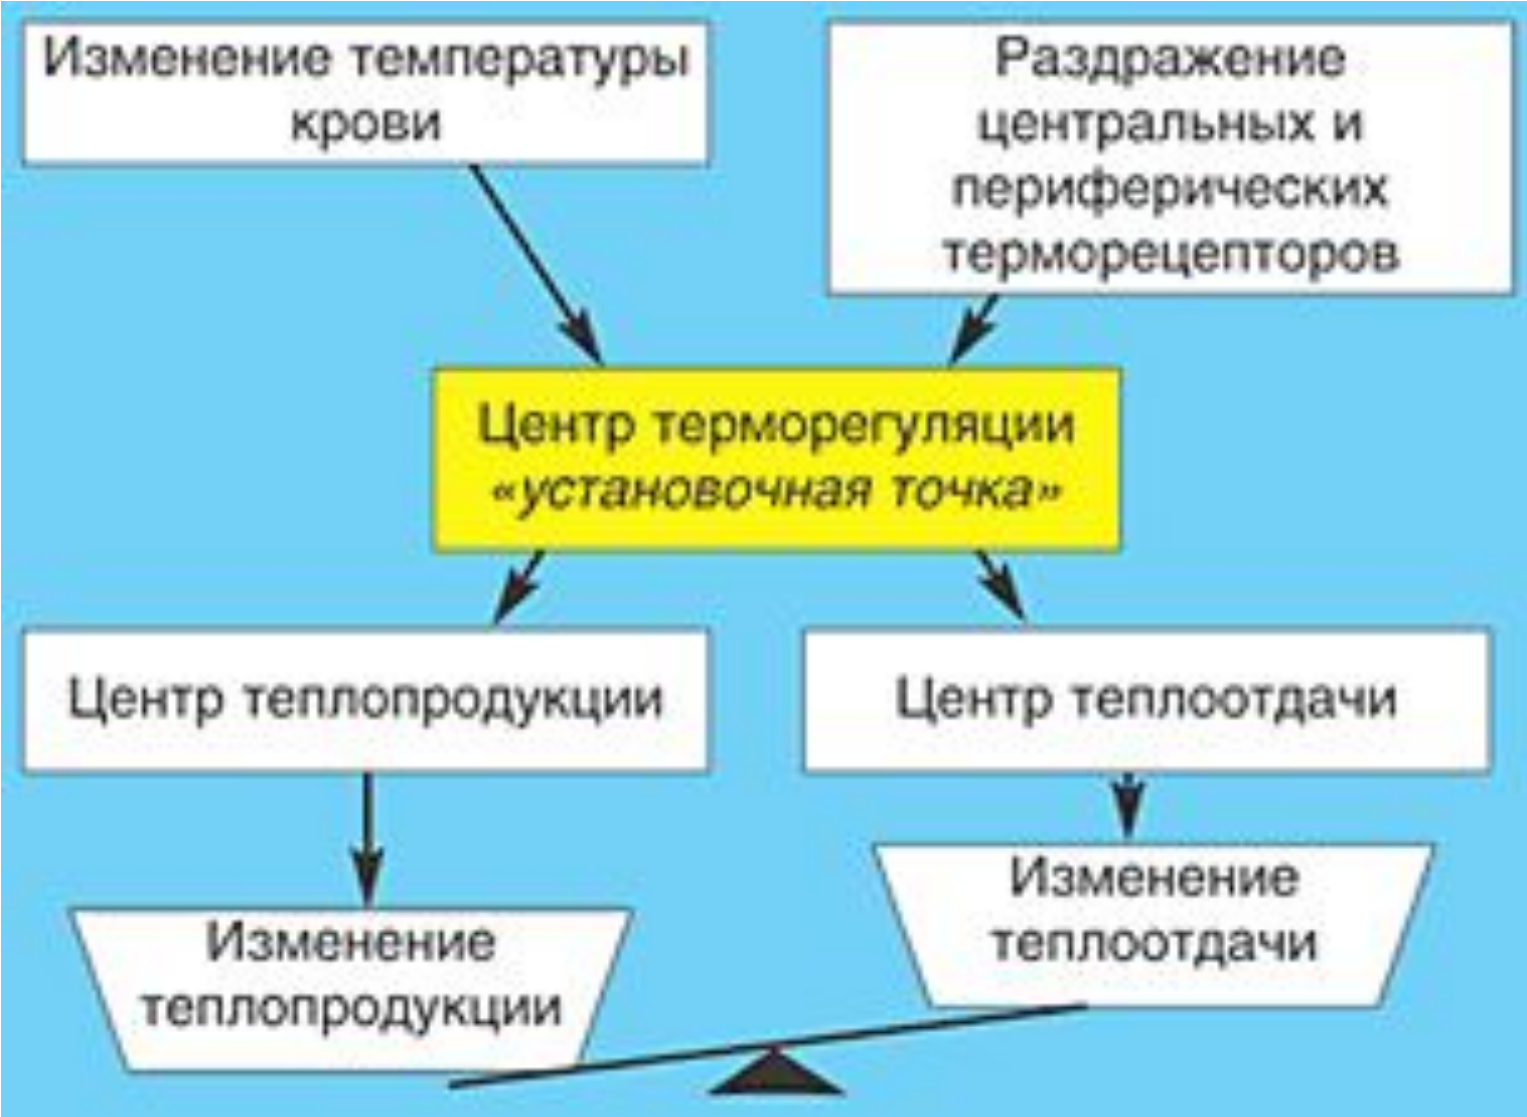 Изменение температуры
крови
Раздражение
центральных и
периферических
терморецепторов
Центр терморегуляции
«установочная точка»
Центр теплопродукции
Центр теплоотдачи
Изменение
теплопродукции
Изменение
теплоотдачи